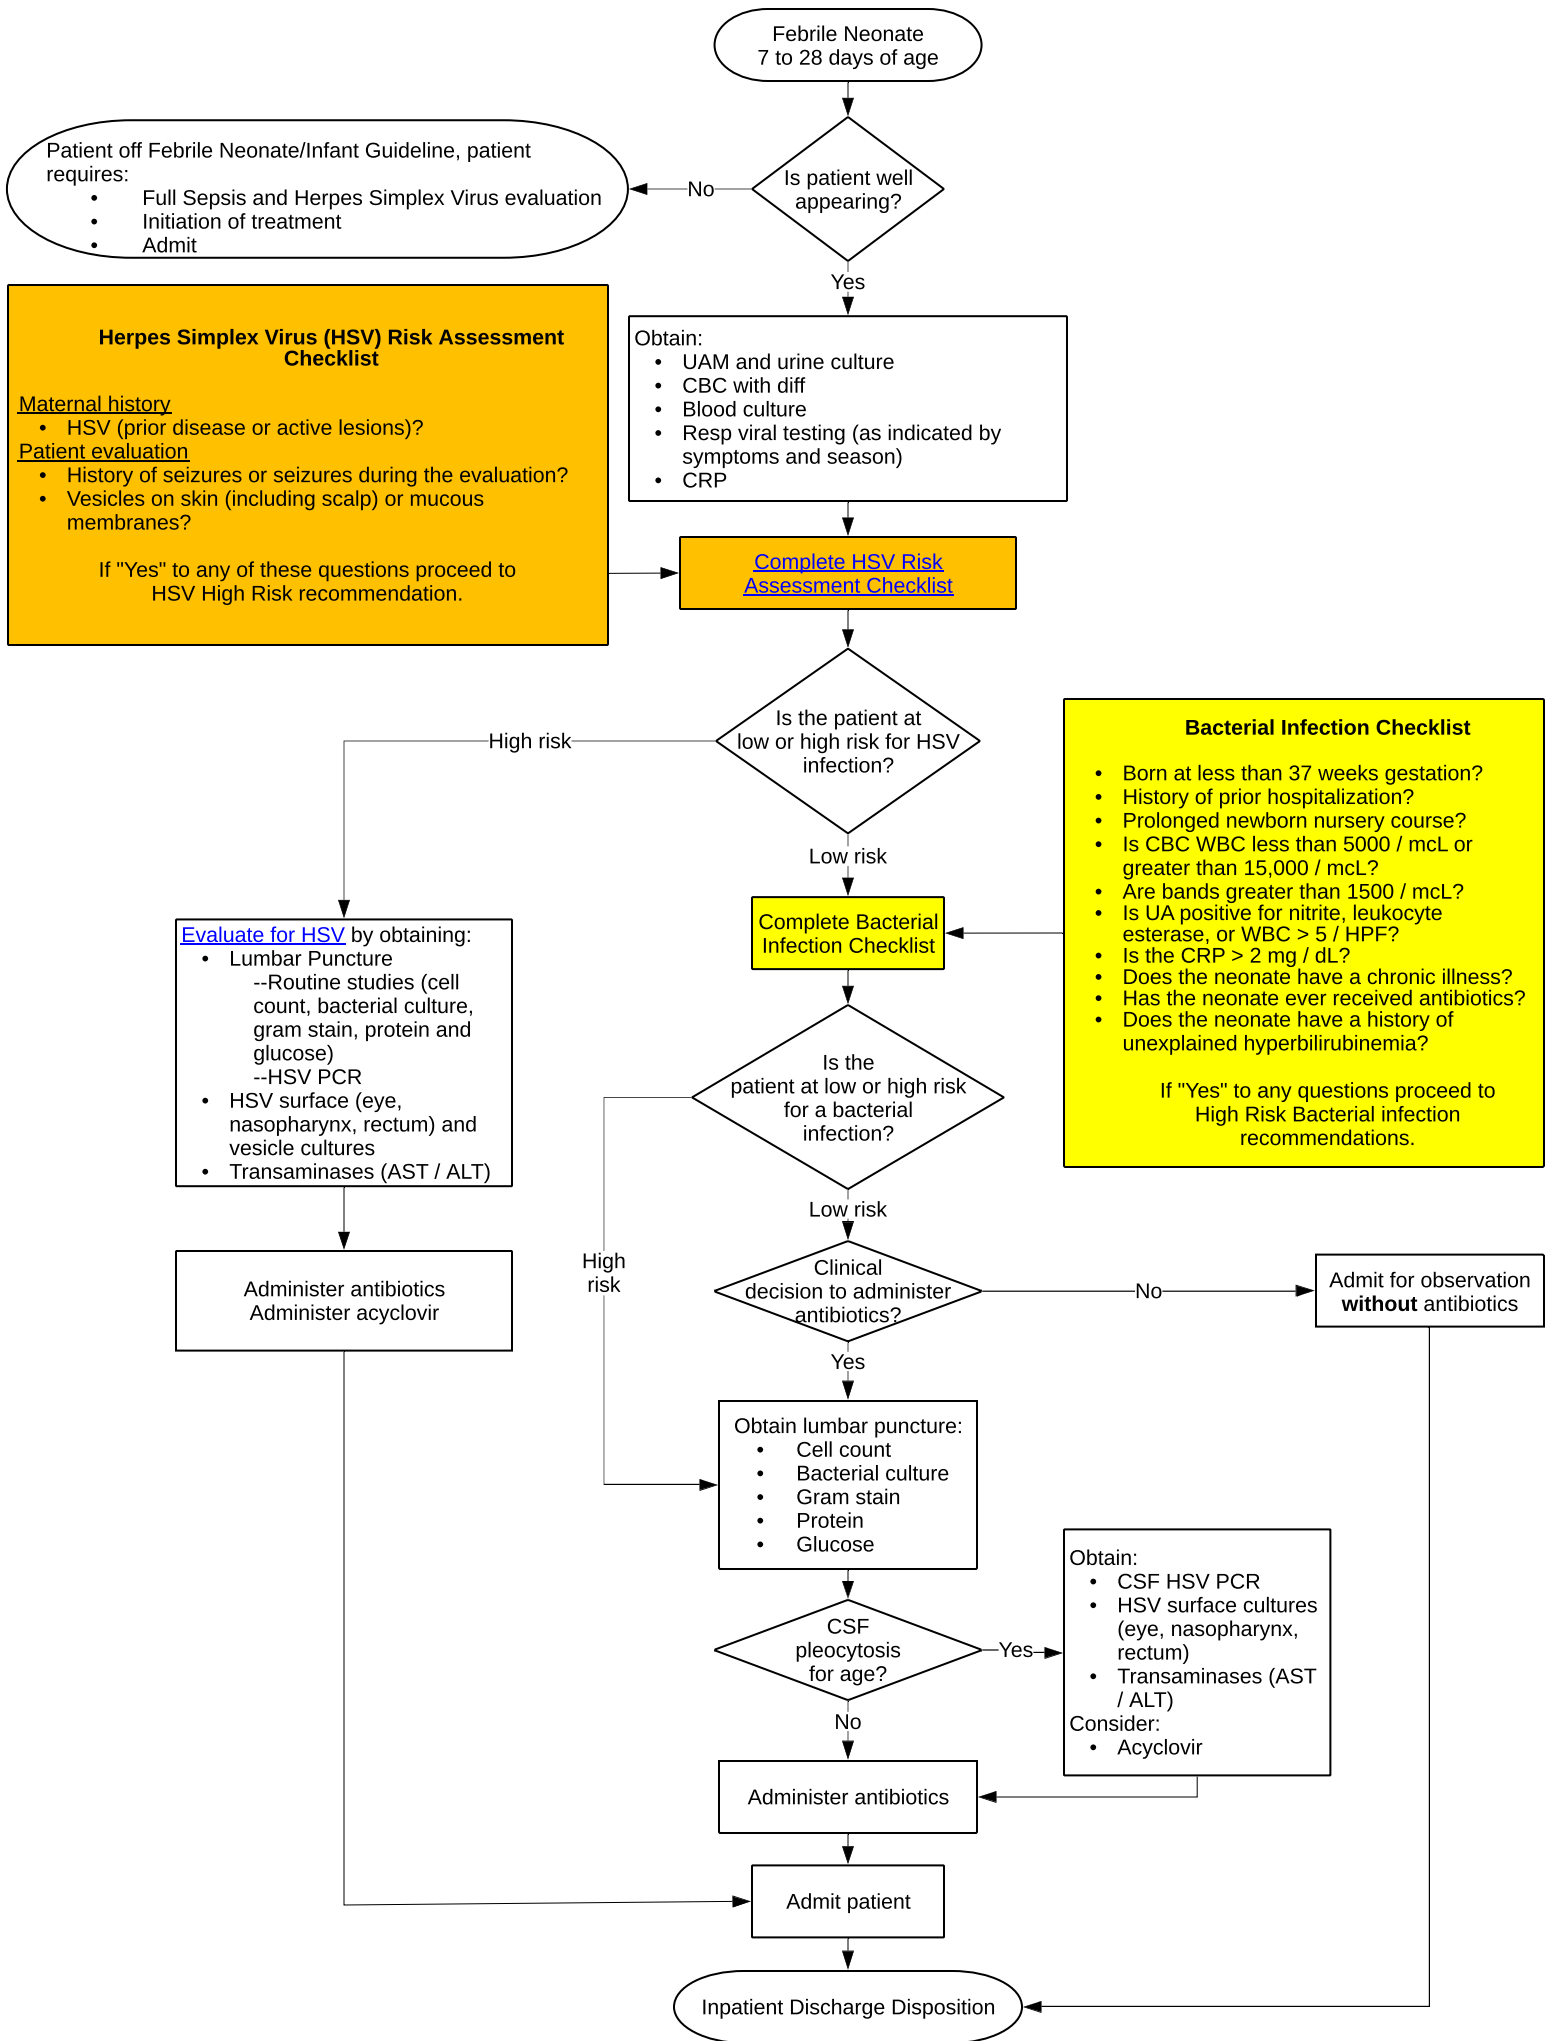 Febrile Neonate
7 to 28 days of age
Is patient well
appearing?
No
Patient off Febrile Neonate/Infant Guideline, patient
requires:
• Full Sepsis and Herpes Simplex Virus evaluation
• Initiation of treatment
• Admit
Yes
Obtain:
• UAM and urine culture
• CBC with diff
• Blood culture
• Resp viral testing (as indicated by
symptoms and season)
• CRP
Herpes Simplex Virus (HSV) Risk Assessment
Checklist
Maternal history
• HSV (prior disease or active lesions)?
Patient evaluation
• History of seizures or seizures during the evaluation?
• Vesicles on skin (including scalp) or mucous
membranes?
If "Yes" to any of these questions proceed to
HSV High Risk recommendation.
Complete HSV Risk
Assessment Checklist
Is the patient at
low or high risk for HSV
infection?
High risk
Low risk
Bacterial Infection Checklist
• Born at less than 37 weeks gestation?
• History of prior hospitalization?
• Prolonged newborn nursery course?
• Is CBC WBC less than 5000 / mcL or
greater than 15,000 / mcL?
• Are bands greater than 1500 / mcL?
• Is UA positive for nitrite, leukocyte
esterase, or WBC > 5 / HPF?
• Is the CRP > 2 mg / dL?
• Does the neonate have a chronic illness?
• Has the neonate ever received antibiotics?
• Does the neonate have a history of
unexplained hyperbilirubinemia?
If "Yes" to any questions proceed to
High Risk Bacterial infection
recommendations.
Complete Bacterial
Infection Checklist
Evaluate for HSV by obtaining:
• Lumbar Puncture
--Routine studies (cell
count, bacterial culture,
gram stain, protein and
glucose)
--HSV PCR
• HSV surface (eye,
nasopharynx, rectum) and
vesicle cultures
• Transaminases (AST / ALT)
Is the
patient at low or high risk
for a bacterial
infection?
Low risk
High
risk
Administer antibiotics
Administer acyclovir
Clinical
decision to administer
antibiotics?
No
Admit for observation
without antibiotics
Yes
Obtain lumbar puncture:
• Cell count
• Bacterial culture
• Gram stain
• Protein
• Glucose
CSF
pleocytosis
for age?
Yes
Obtain:
• CSF HSV PCR
• HSV surface cultures
(eye, nasopharynx,
rectum)
• Transaminases (AST
/ ALT)
Consider:
• Acyclovir
No
Administer antibiotics
Admit patient
Inpatient Discharge Disposition